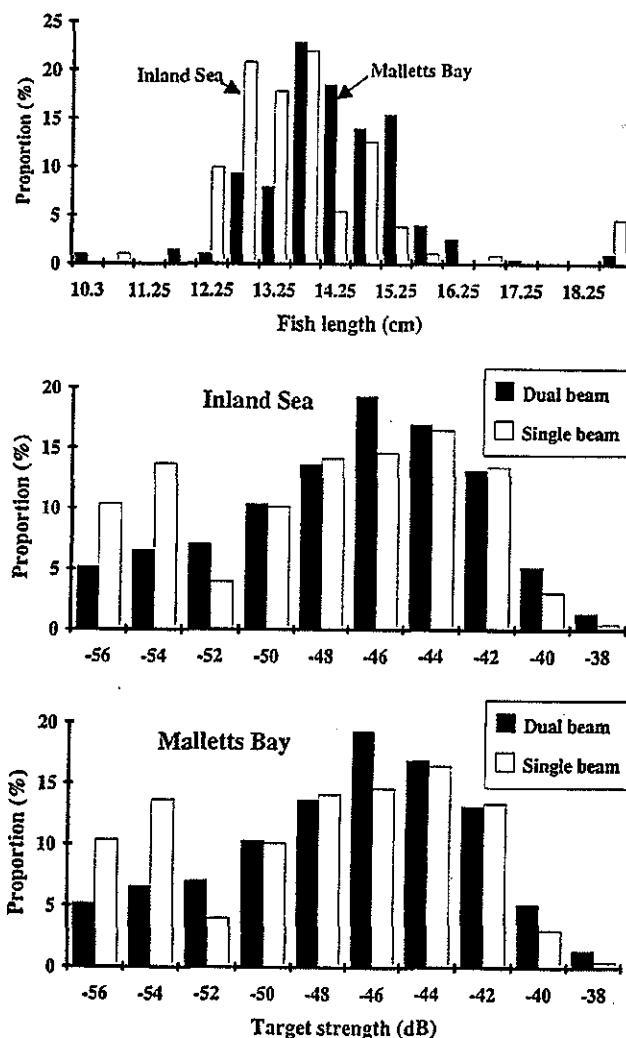 25
20
15
10
5
0
Proportion (%)
Inland Sea
Malletts Bay
10.3 11.25 12.25 13.25 14.25 15.25 16.25 17.25 18.25
Fish length (cm)
20
15
10
5
0
Proportion (%)
Inland Sea
Dual beam
Single beam
-56 -54 -52 -50 -48 -46 -44 -42 -40 -38
20
15
10
5
0
Proportion (%)
Malletts Bay
Dual beam
Single beam
-56 -54 -52 -50 -48 -46 -44 -42 -40 -38
Target strength (dB)